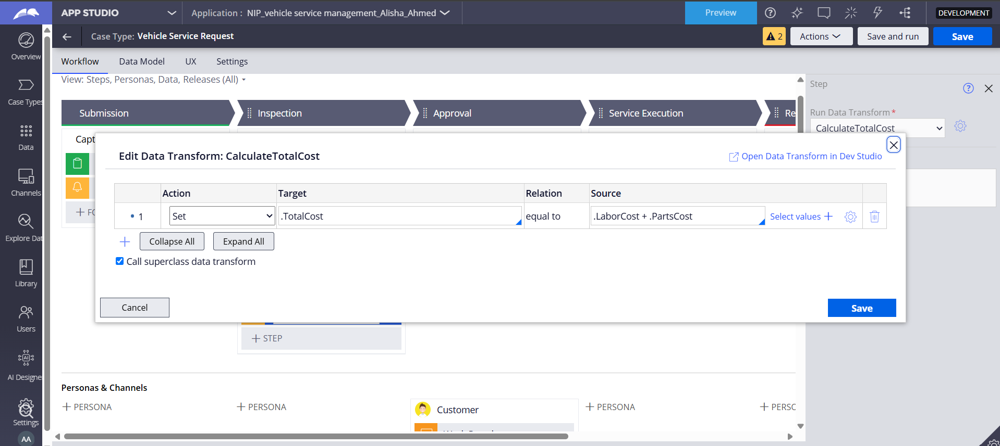 APP STUDIO
Application : NIP_vehicle service management_Alisha_Ahmed
Preview
DEVELOPMENT
Case Type: Vehicle Service Request
2
Actions
Save and run
Save
Overview
Case Types
Data
Channels
Explore Dat
Library
Users
AI Designe
Settings
AA
Workflow
Data Model
UX
Settings
View: Steps, Personas, Data, Releases (All)
Submission
Inspection
Approval
Service Execution
Re
Capt
Step
Run Data Transform *
CalculateTotalCost
Edit Data Transform: CalculateTotalCost
Open Data Transform in Dev Studio
Action
Target
Relation
Source
1
Set
.TotalCost
equal to
.LaborCost + .PartsCost
Select values
Collapse All
Expand All
Call superclass data transform
Cancel
Save
STEP
Personas & Channels
PERSONA
PERSONA
Customer
PERSONA
PERSO